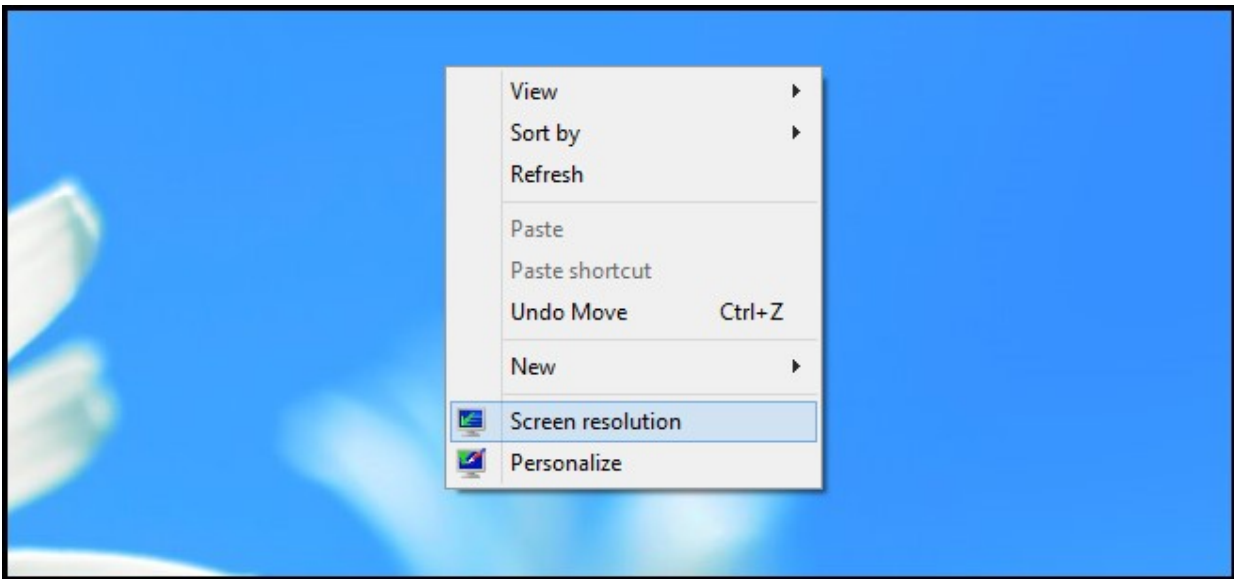 View
Sort by
Refresh
Paste
Paste shortcut
Undo Move Ctrl+Z
New
Screen resolution
Personalize